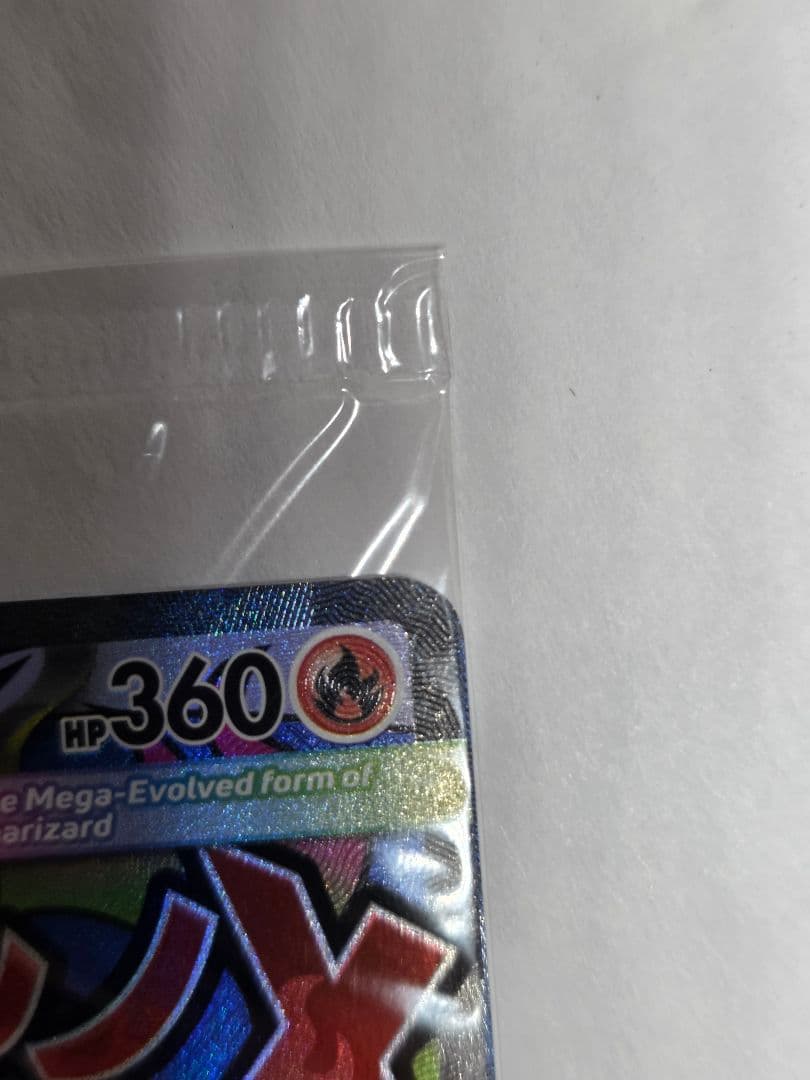 HP360
e Mega-Evolved form of
arizard
X